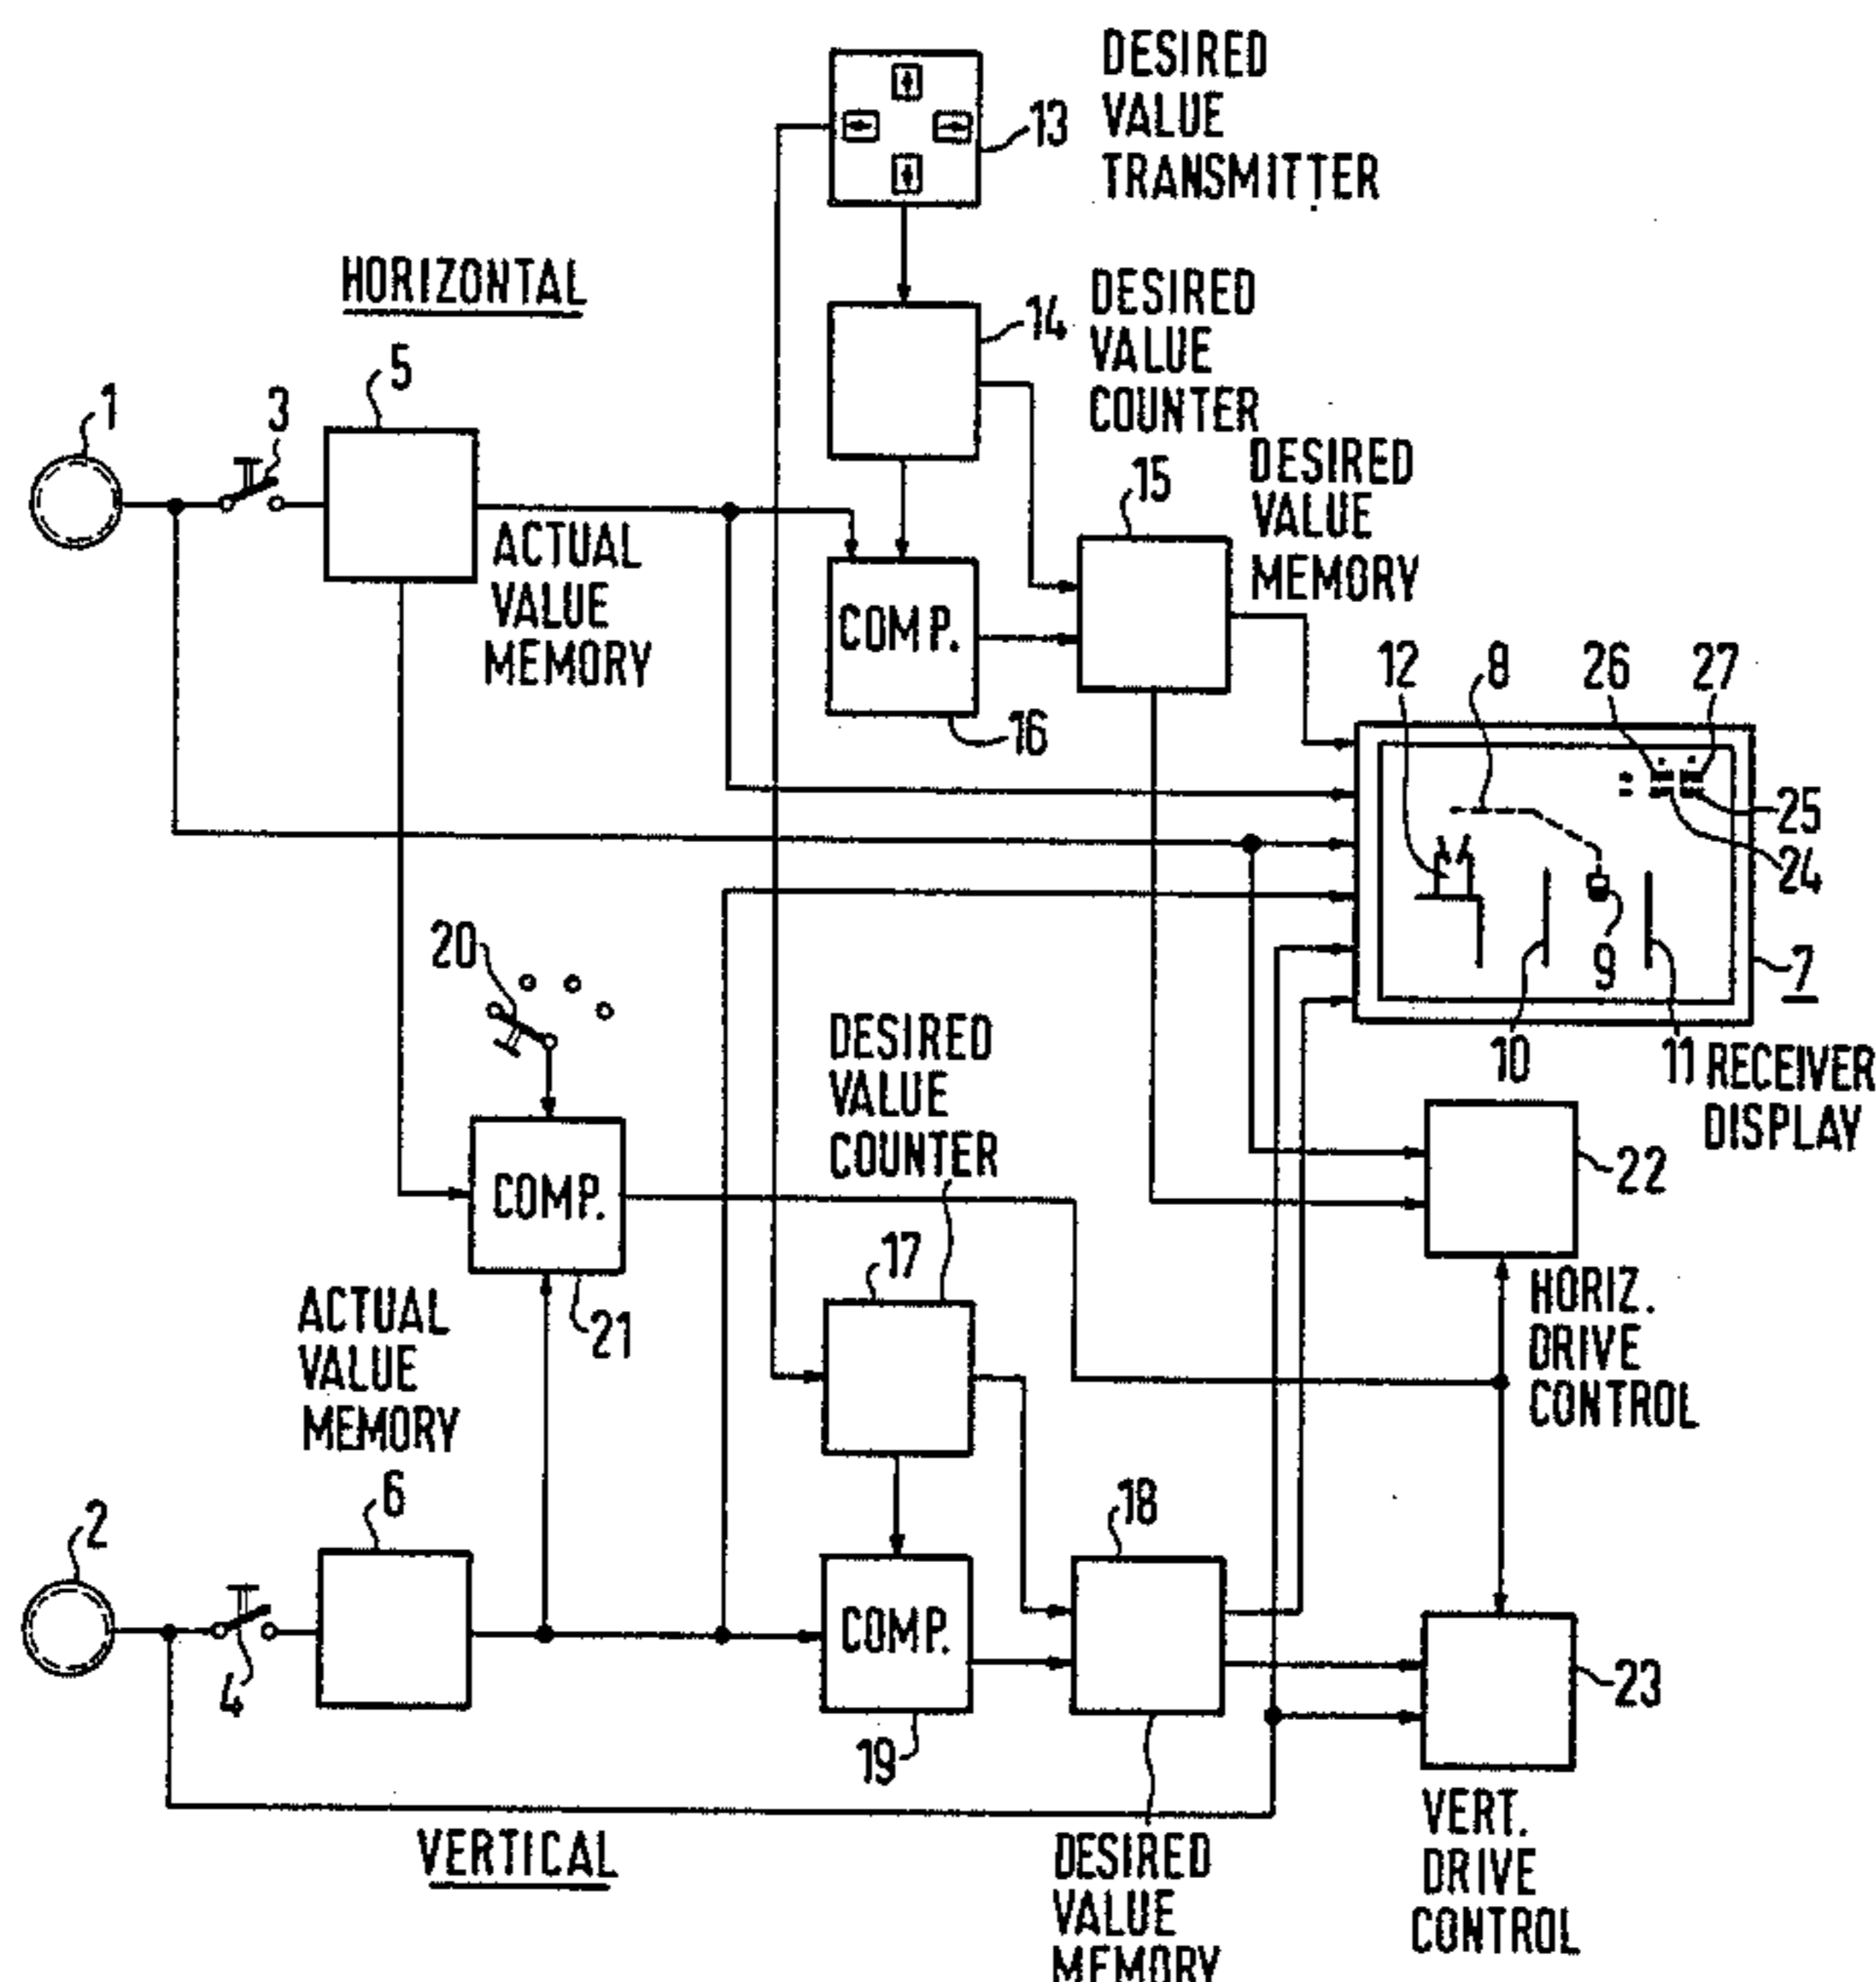 DESIRED
VALUE
TRANSMITTER
13
HORIZONTAL
DESIRED
VALUE
COUNTER
14
5
1
3
ACTUAL
VALUE
MEMORY
15
DESIRED
VALUE
MEMORY
COMP.
16
12
8
26
27
25
24
9
7
10
11
RECEIVER
DISPLAY
20
DESIRED
VALUE
COUNTER
COMP.
21
22
HORIZ.
DRIVE
CONTROL
17
ACTUAL
VALUE
MEMORY
6
2
4
18
COMP.
19
23
VERTICAL
DESIRED
VALUE
MEMORY
VERT.
DRIVE
CONTROL